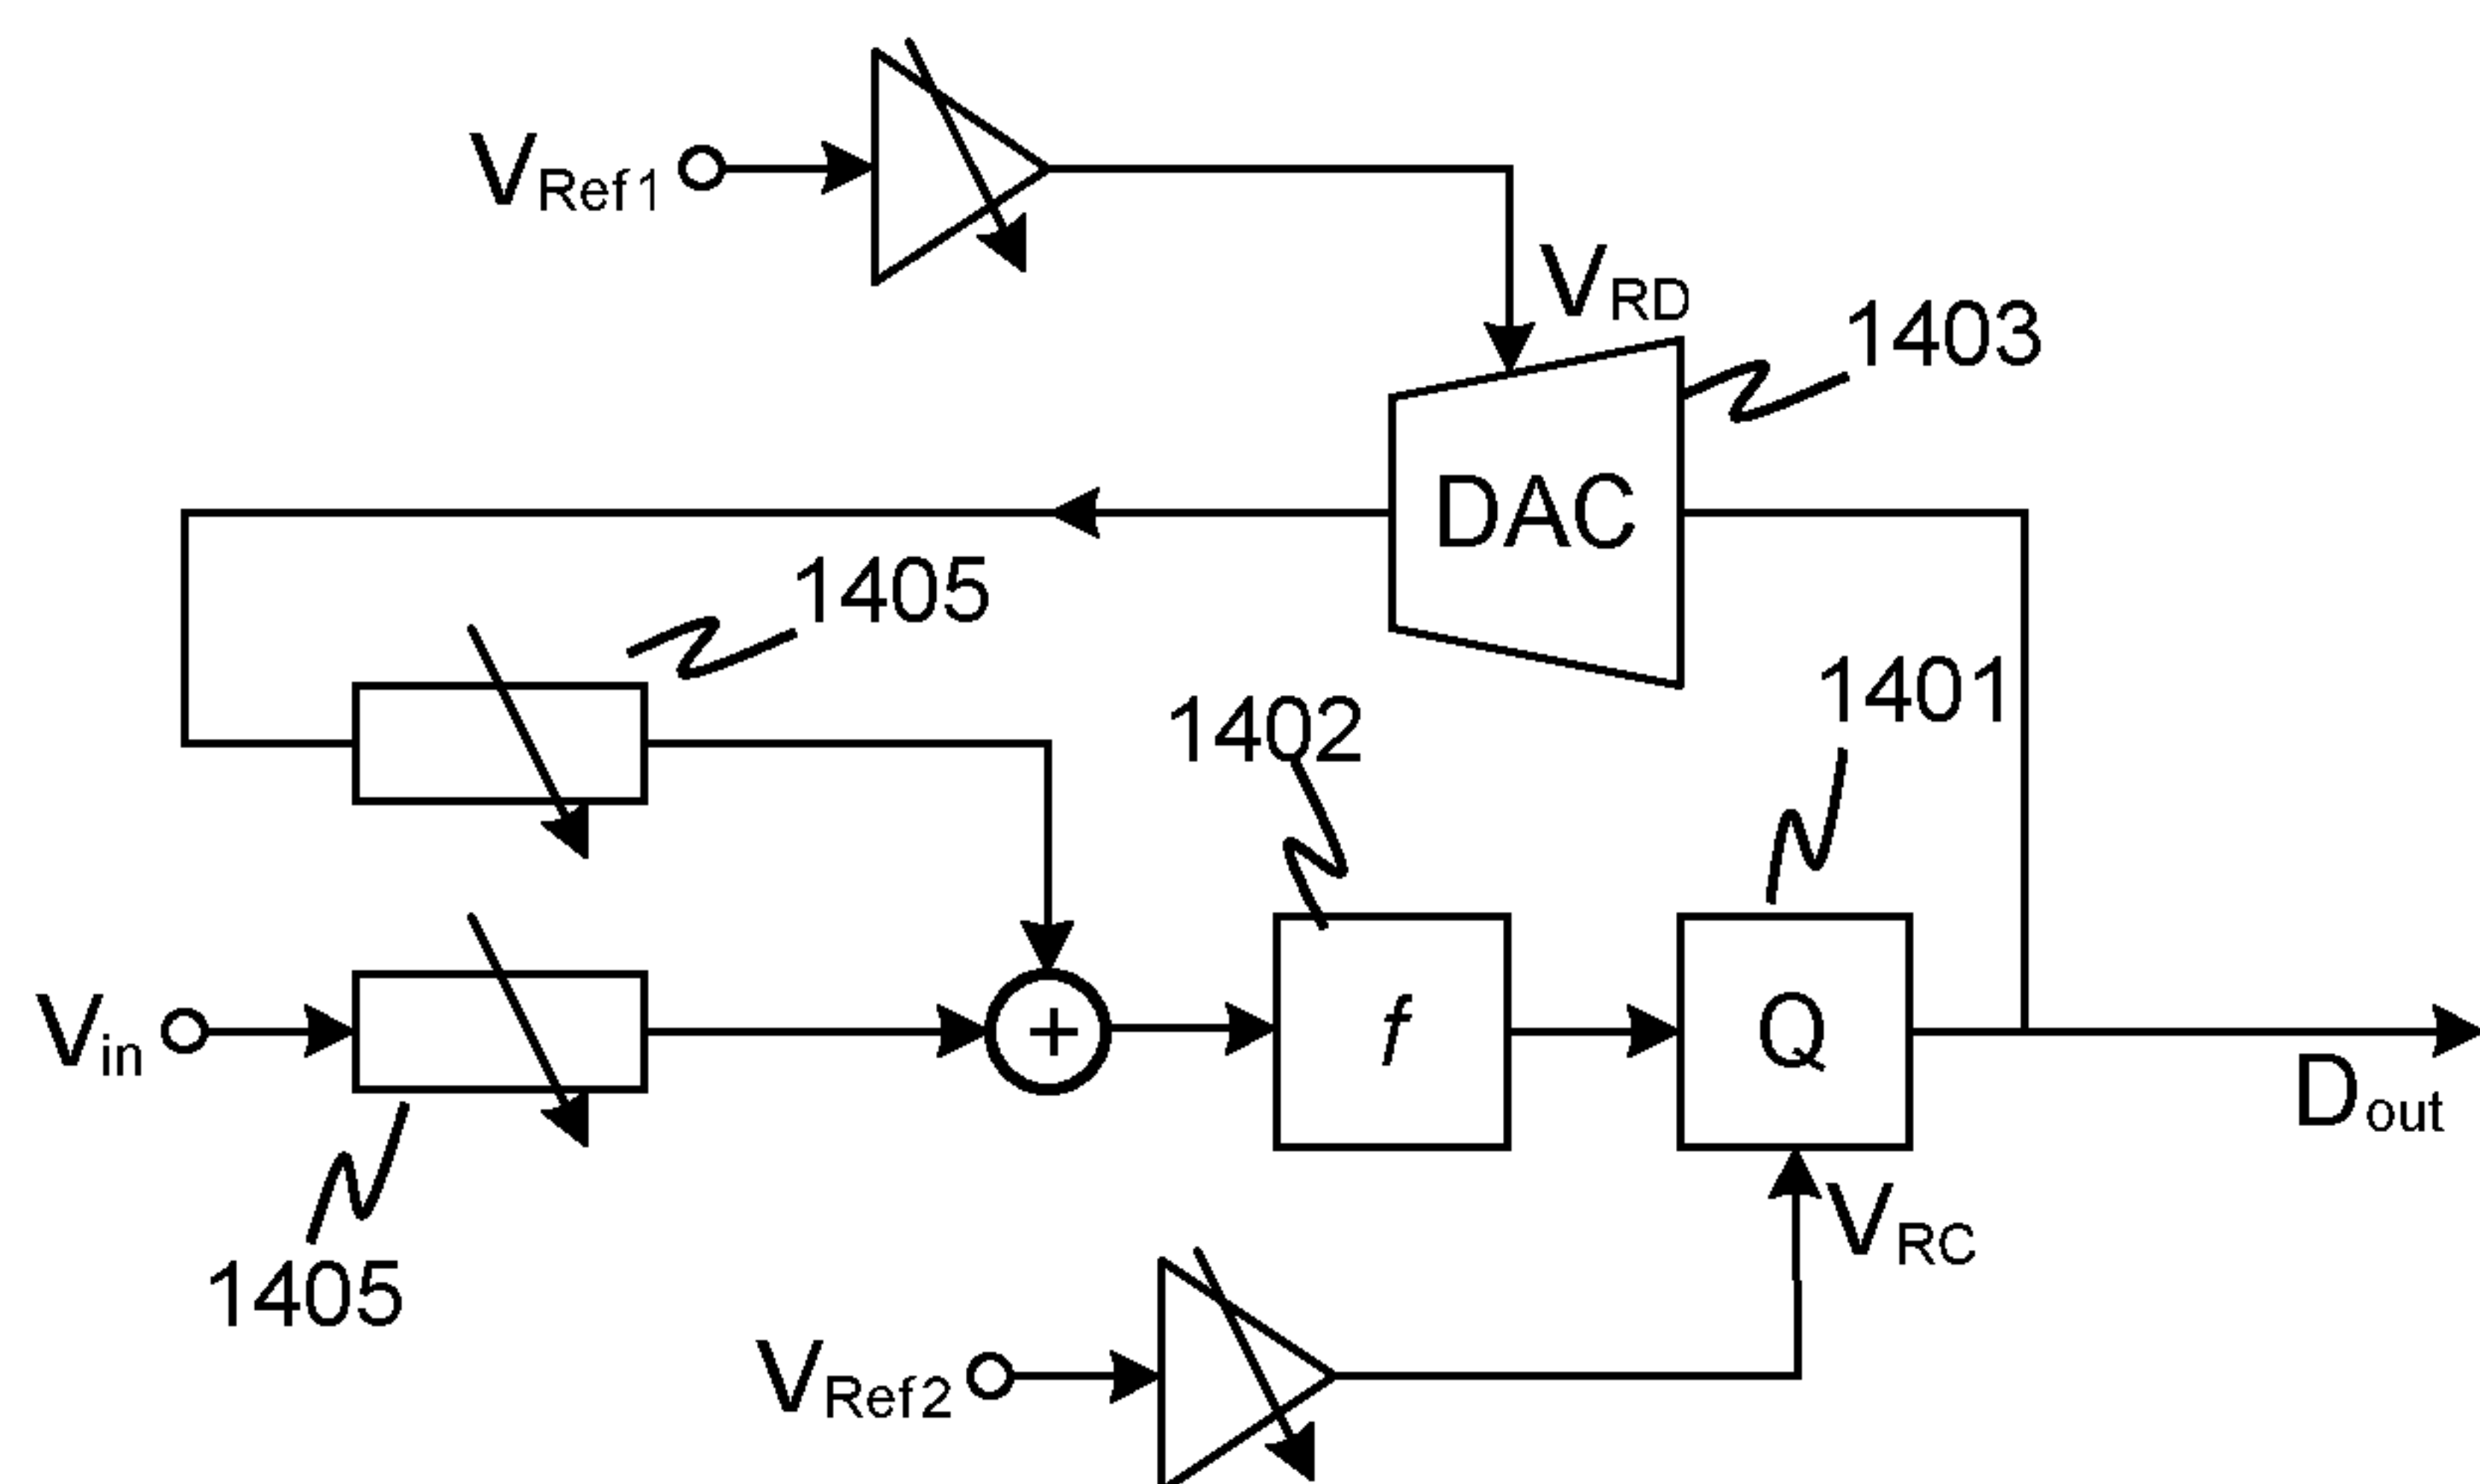 VRef1
VRD
1403
DAC
1405
1401
1402
Vin
+
f
Q
Dout
VRC
1405
VRef2